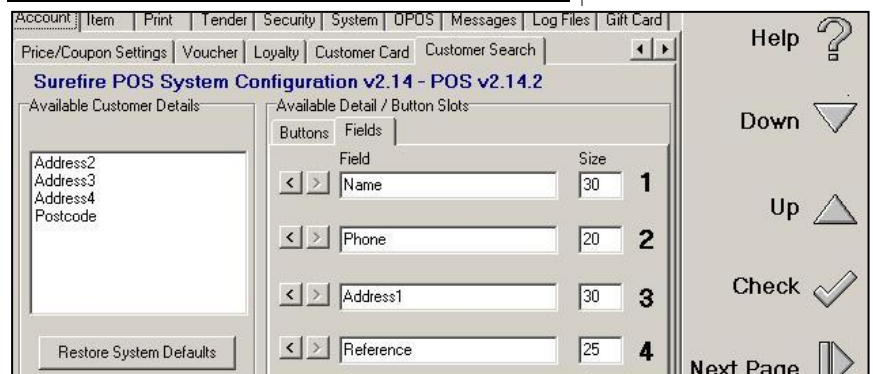 Account Item Print Tender Security System OPOS Messages Log Files Gift Card
Price/Coupon Settings Voucher Loyalty Customer Card Customer Search
Surefire POS System Configuration v2.14 - POS v2.14.2
Available Customer Details
Address2
Address3
Address4
Postcode
Restore System Defaults
Available Detail / Button Slots
Buttons Fields
Field Size
< > Name 30 1
< > Phone 20 2
< > Address1 30 3
< > Reference 25 4
Help
Down
Up
Check
Next Page